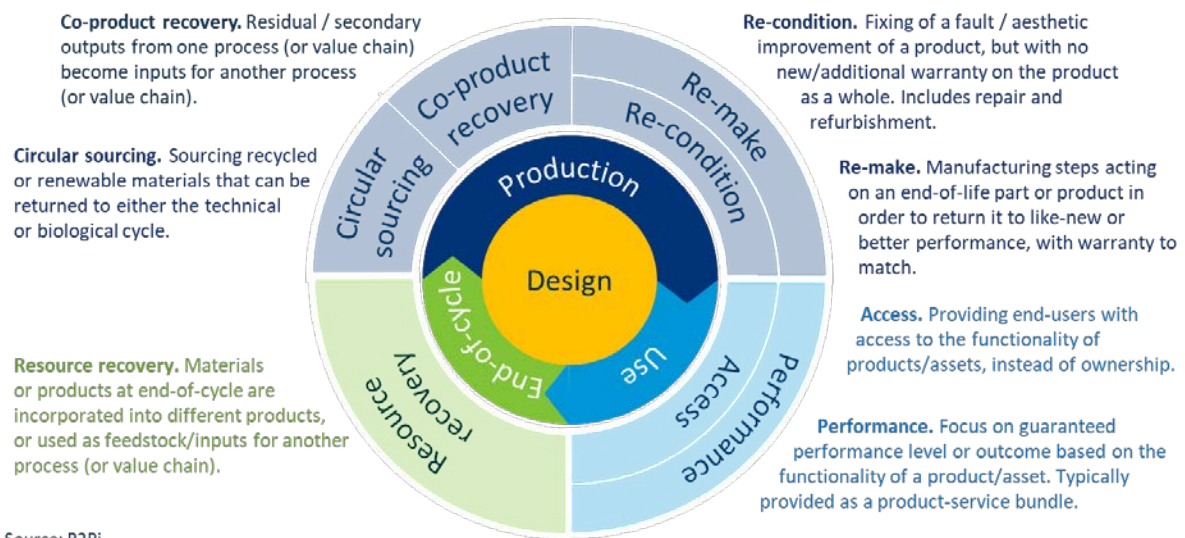 Co-product recovery. Residual / secondary
outputs from one process (or value chain)
become inputs for another process
(or value chain).
Circular sourcing. Sourcing recycled
or renewable materials that can be
returned to either the technical
or biological cycle.
Resource recovery. Materials
or products at end-of-cycle are
incorporated into different products,
or used as feedstock/inputs for another
process (or value chain).
Co-product
recovery
Circular
sourcing
Re-make
Re-condition
Production
Design
End-of-cycle
Use
Resource
recovery
Access
Performance
Re-condition. Fixing of a fault / aesthetic
improvement of a product, but with no
new/additional warranty on the product
as a whole. Includes repair and
refurbishment.
Re-make. Manufacturing steps acting
on an end-of-life part or product in
order to return it to like-new or
better performance, with warranty to
match.
Access. Providing end-users with
access to the functionality of
products/assets, instead of ownership.
Performance. Focus on guaranteed
performance level or outcome based on the
functionality of a product/asset. Typically
provided as a product-service bundle.
Source: